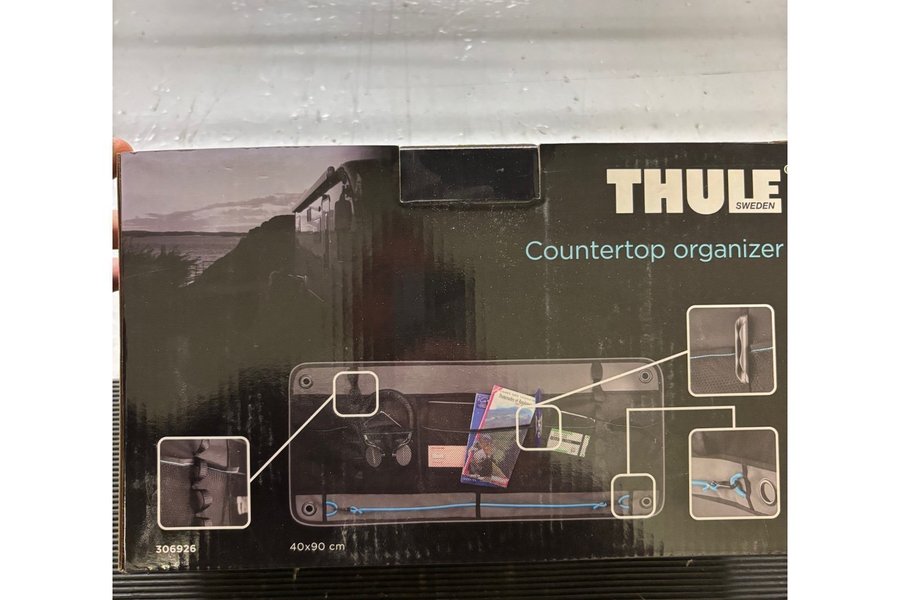 THULE
SWEDEN
Countertop organizer
306926
40x90 cm